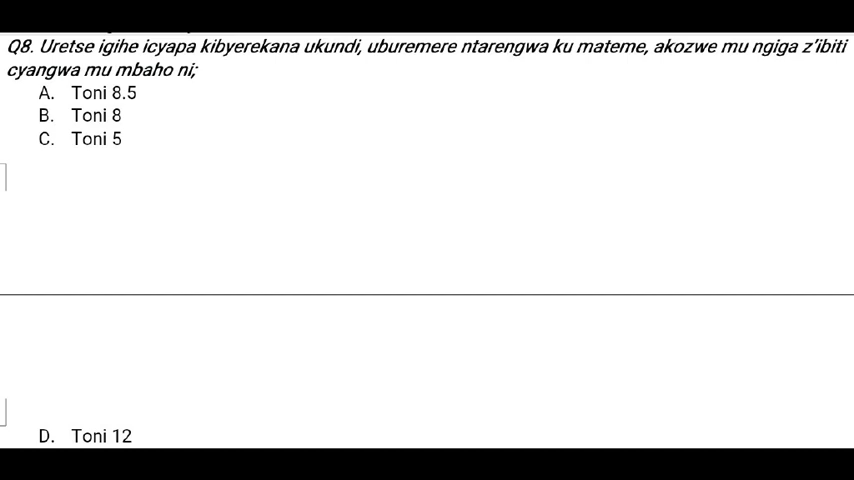 Q8. Uretse igihe icyapa kibyerekana ukundi, uburemere ntarengwa ku mateme, akozwe mu ngiga z'ibiti
cyangwa mu mbaho ni;
A. Toni 8.5
B. Toni 8
C. Toni 5
D. Toni 12